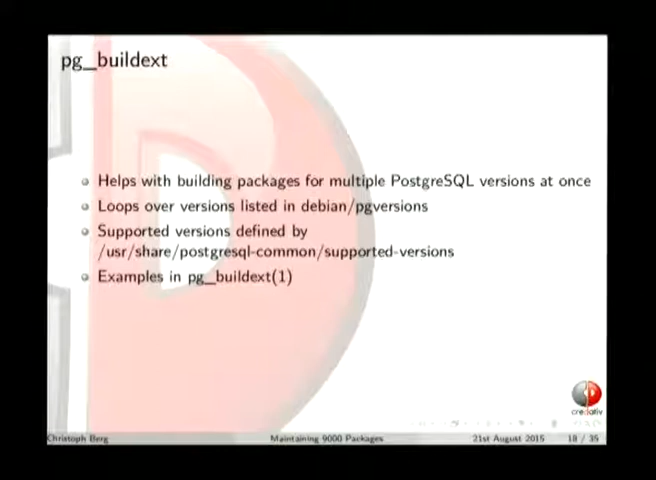 pg_buildext
Helps with building packages for multiple PostgreSQL versions at once
Loops over versions listed in debian/pgversions
Supported versions defined by
/usr/share/postgresql-common/supported-versions
Examples in pg_buildext(1)
credativ
Christoph Berg
Maintaining 9000 Packages
21st August 2015
18 / 35